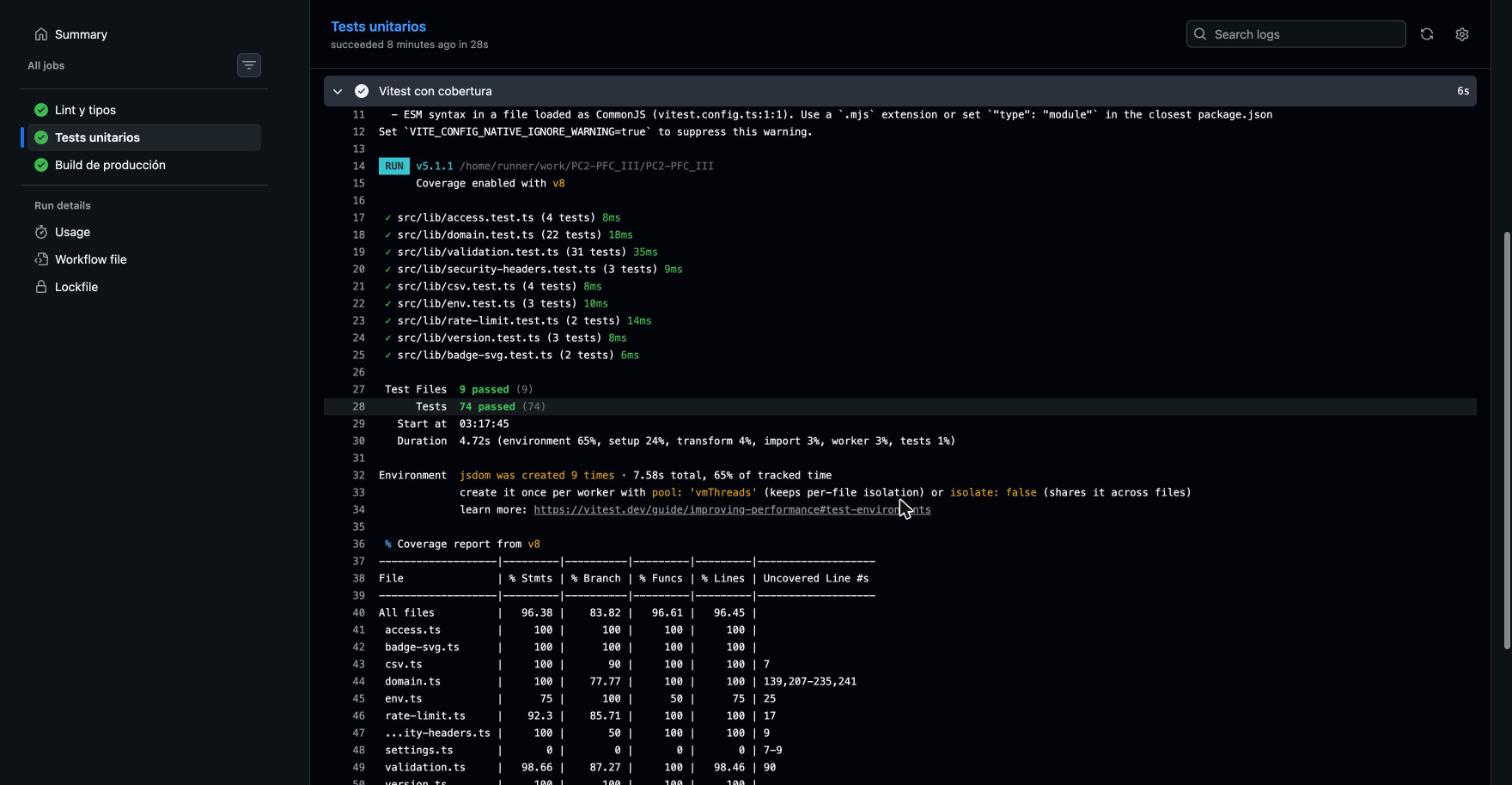 Summary
All jobs
Lint y tipos
Tests unitarios
Build de producción
Run details
Usage
Workflow file
Lockfile
Tests unitarios
succeeded 8 minutes ago in 28s
Search logs
Vitest con cobertura 6s
11 - ESM syntax in a file loaded as CommonJS (vitest.config.ts:1:1). Use a `.mjs` extension or set `"type": "module"` in the closest package.json
12 Set `VITE_CONFIG_NATIVE_IGNORE_WARNING=true` to suppress this warning.
13
14 RUN v5.1.1 /home/runner/work/PC2-PFC_III/PC2-PFC_III
15 Coverage enabled with v8
16
17 ✓ src/lib/access.test.ts (4 tests) 8ms
18 ✓ src/lib/domain.test.ts (22 tests) 18ms
19 ✓ src/lib/validation.test.ts (31 tests) 35ms
20 ✓ src/lib/security-headers.test.ts (3 tests) 9ms
21 ✓ src/lib/csv.test.ts (4 tests) 8ms
22 ✓ src/lib/env.test.ts (3 tests) 10ms
23 ✓ src/lib/rate-limit.test.ts (2 tests) 14ms
24 ✓ src/lib/version.test.ts (3 tests) 8ms
25 ✓ src/lib/badge-svg.test.ts (2 tests) 6ms
26
27 Test Files 9 passed (9)
28 Tests 74 passed (74)
29 Start at 03:17:45
30 Duration 4.72s (environment 65%, setup 24%, transform 4%, import 3%, worker 3%, tests 1%)
31
32 Environment jsdom was created 9 times · 7.58s total, 65% of tracked time
33 create it once per worker with pool: 'vmThreads' (keeps per-file isolation) or isolate: false (shares it across files)
34 learn more: https://vitest.dev/guide/improving-performance#test-environments
35
36 % Coverage report from v8
37 -------------------|---------|----------|---------|---------|-------------------
38 File | % Stmts | % Branch | % Funcs | % Lines | Uncovered Line #s
39 -------------------|---------|----------|---------|---------|-------------------
40 All files | 96.38 | 83.82 | 96.61 | 96.45 |
41 access.ts | 100 | 100 | 100 | 100 |
42 badge-svg.ts | 100 | 100 | 100 | 100 |
43 csv.ts | 100 | 90 | 100 | 100 | 7
44 domain.ts | 100 | 77.77 | 100 | 100 | 139,207-235,241
45 env.ts | 75 | 100 | 50 | 75 | 25
46 rate-limit.ts | 92.3 | 85.71 | 100 | 100 | 17
47 ...ity-headers.ts | 100 | 50 | 100 | 100 | 9
48 settings.ts | 0 | 0 | 0 | 0 | 7-9
49 validation.ts | 98.66 | 87.27 | 100 | 98.46 | 90
50 version.ts | 100 | 100 | 100 | 100 |